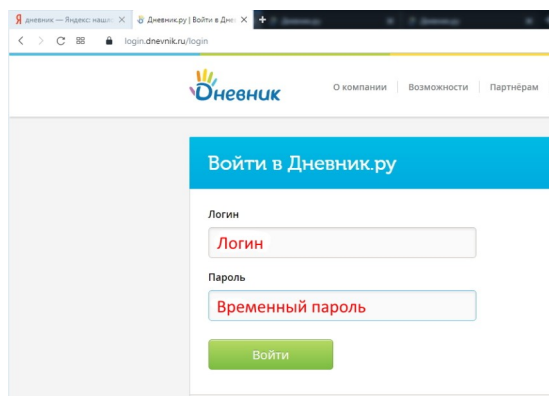 Я дневник — Яндекс: нашл
Дневник.ру | Войти в Дне
login.dnevnik.ru/login
Дневник
О компании
Возможности
Партнёрам
Войти в Дневник.ру
Логин
Логин
Пароль
Временный пароль
Войти